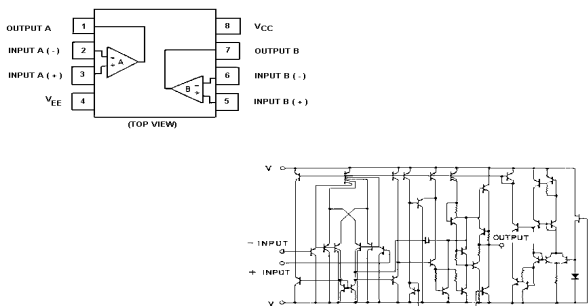 OUTPUT A 1 8 VCC
INPUT A (-) 2 7 OUTPUT B
INPUT A (+) 3 6 INPUT B (-)
VEE 4 5 INPUT B (+)
A
B
(TOP VIEW)
V
OUTPUT
- INPUT
+ INPUT
V